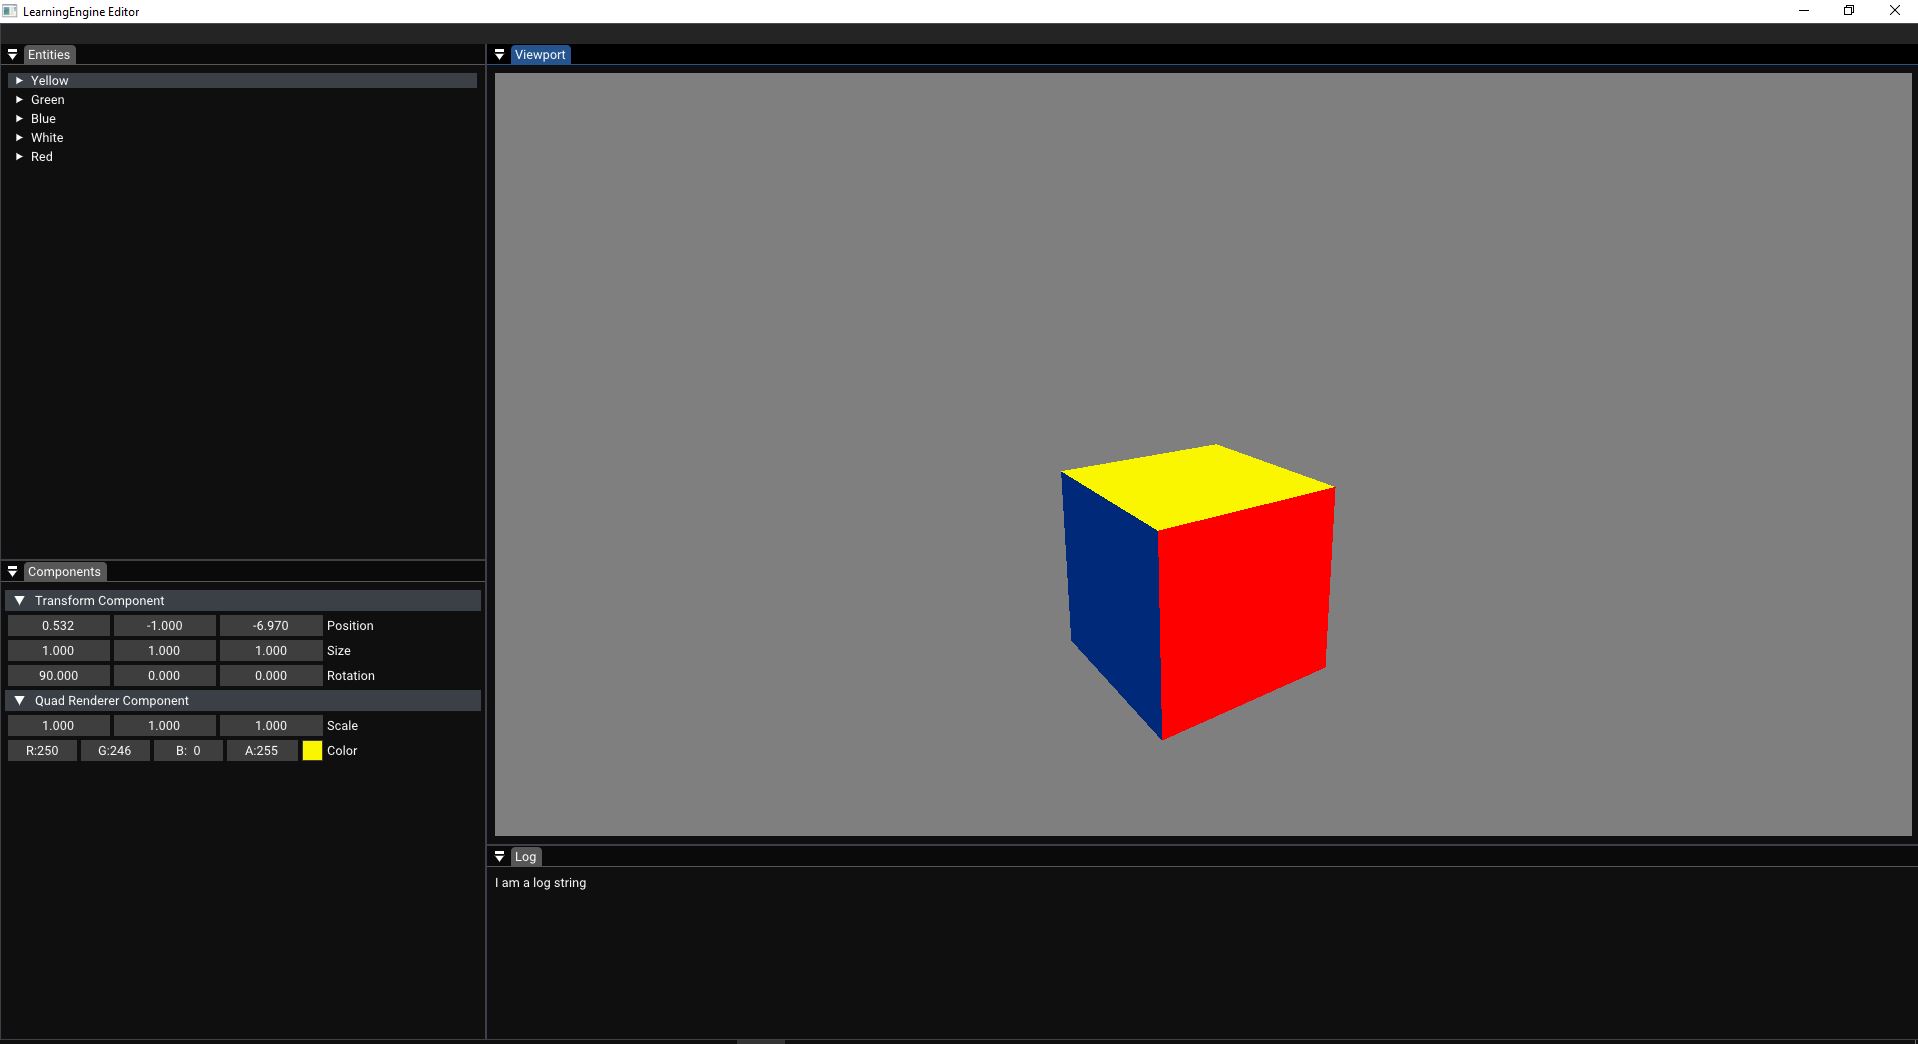 LearningEngine Editor
Entities
Yellow
Green
Blue
White
Red
Components
Transform Component
0.532 -1.000 -6.970 Position
1.000 1.000 1.000 Size
90.000 0.000 0.000 Rotation
Quad Renderer Component
1.000 1.000 1.000 Scale
R:250 G:246 B: 0 A:255 Color
Viewport
Log
I am a log string